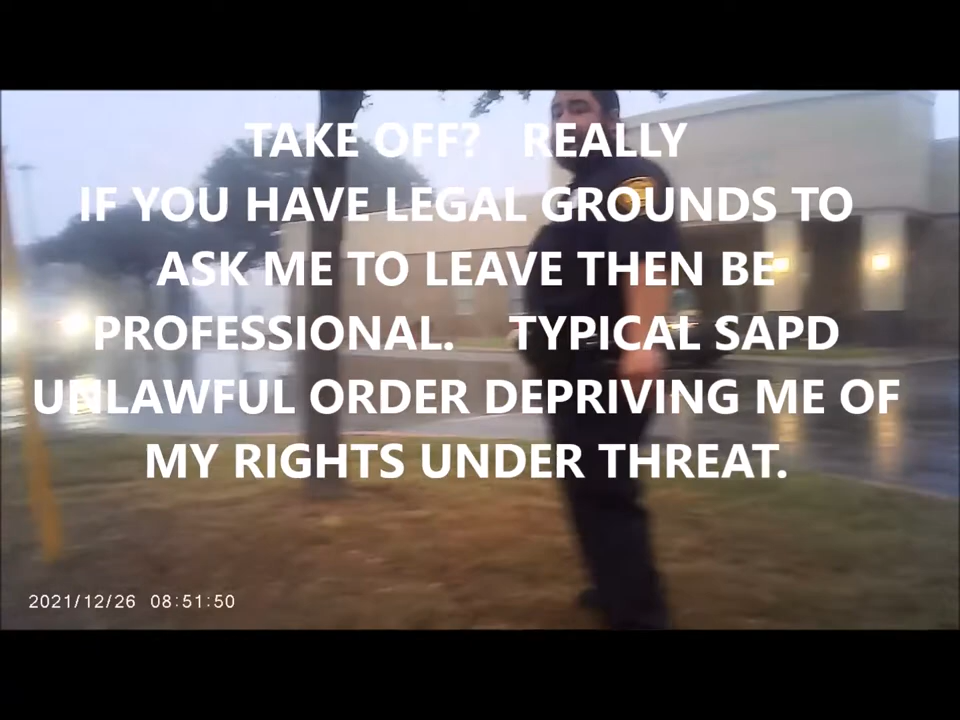 TAKE OFF? REALLY
IF YOU HAVE LEGAL GROUNDS TO
ASK ME TO LEAVE THEN BE
PROFESSIONAL. TYPICAL SAPD
UNLAWFUL ORDER DEPRIVING ME OF
MY RIGHTS UNDER THREAT.
2021/12/26 08:51:50